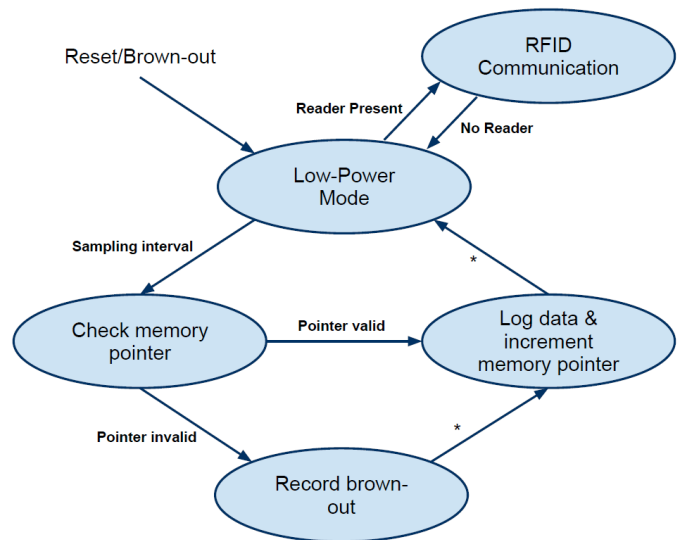 Reset/Brown-out
RFID
Communication
Reader Present
No Reader
Low-Power
Mode
Sampling interval
*
Check memory
pointer
Pointer valid
Log data &
increment
memory pointer
Pointer invalid
*
Record brown-
out